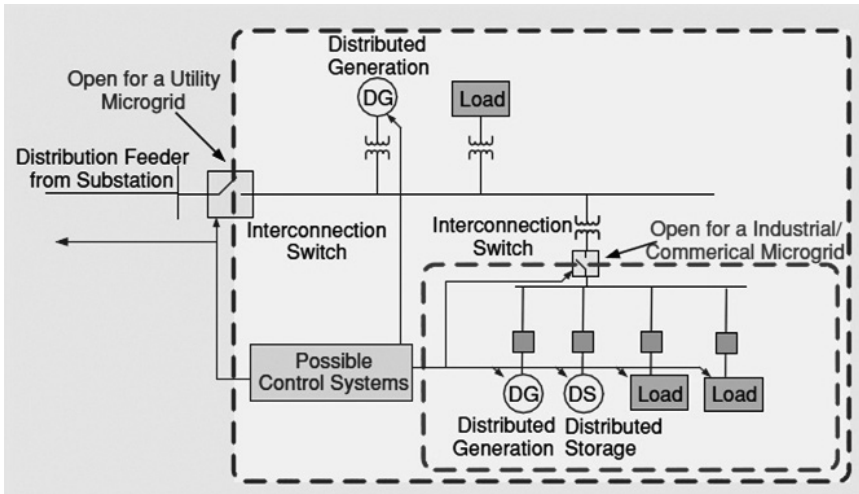 Distributed
Generation
DG
Load
Open for a Utility
Microgrid
Distribution Feeder
from Substation
Interconnection
Switch
Interconnection
Switch
Open for a Industrial/
Commerical Microgrid
Possible
Control Systems
DG
DS
Load
Load
Distributed
Generation
Distributed
Storage